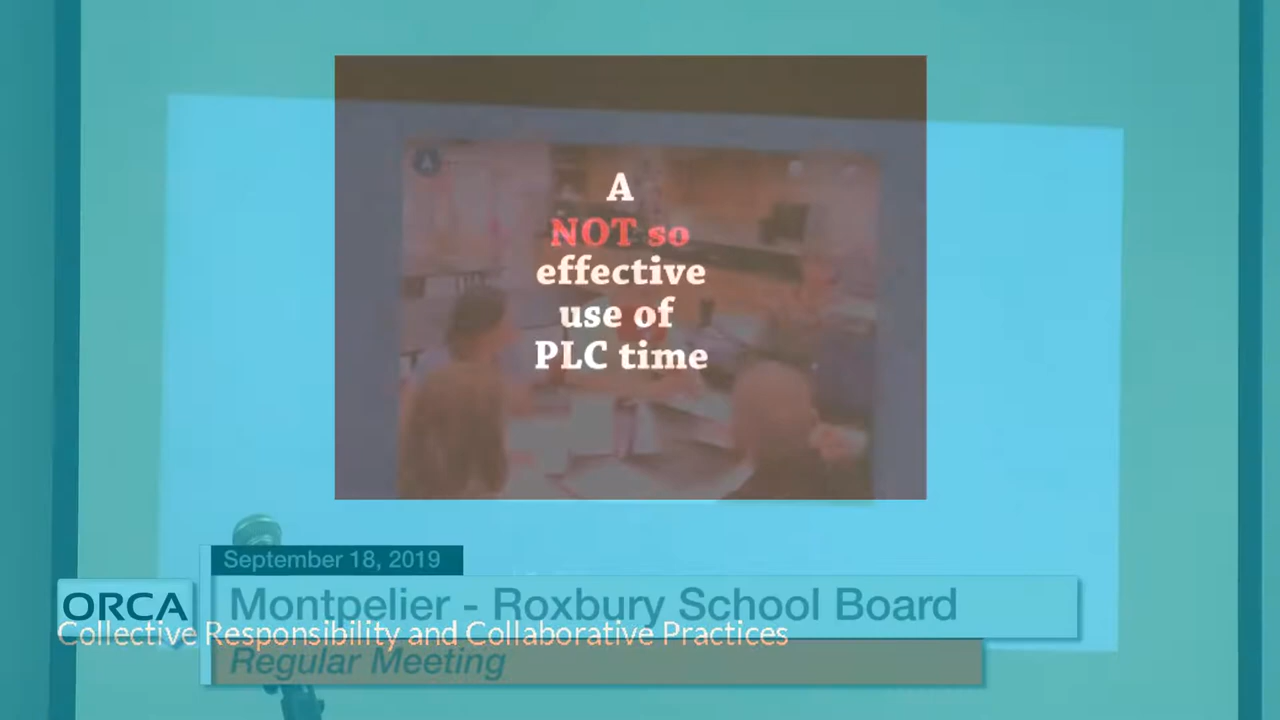 A
NOT so
effective
use of
PLC time
September 18, 2019
ORCA
Montpelier - Roxbury School Board
Collective Responsibility and Collaborative Practices
Regular Meeting